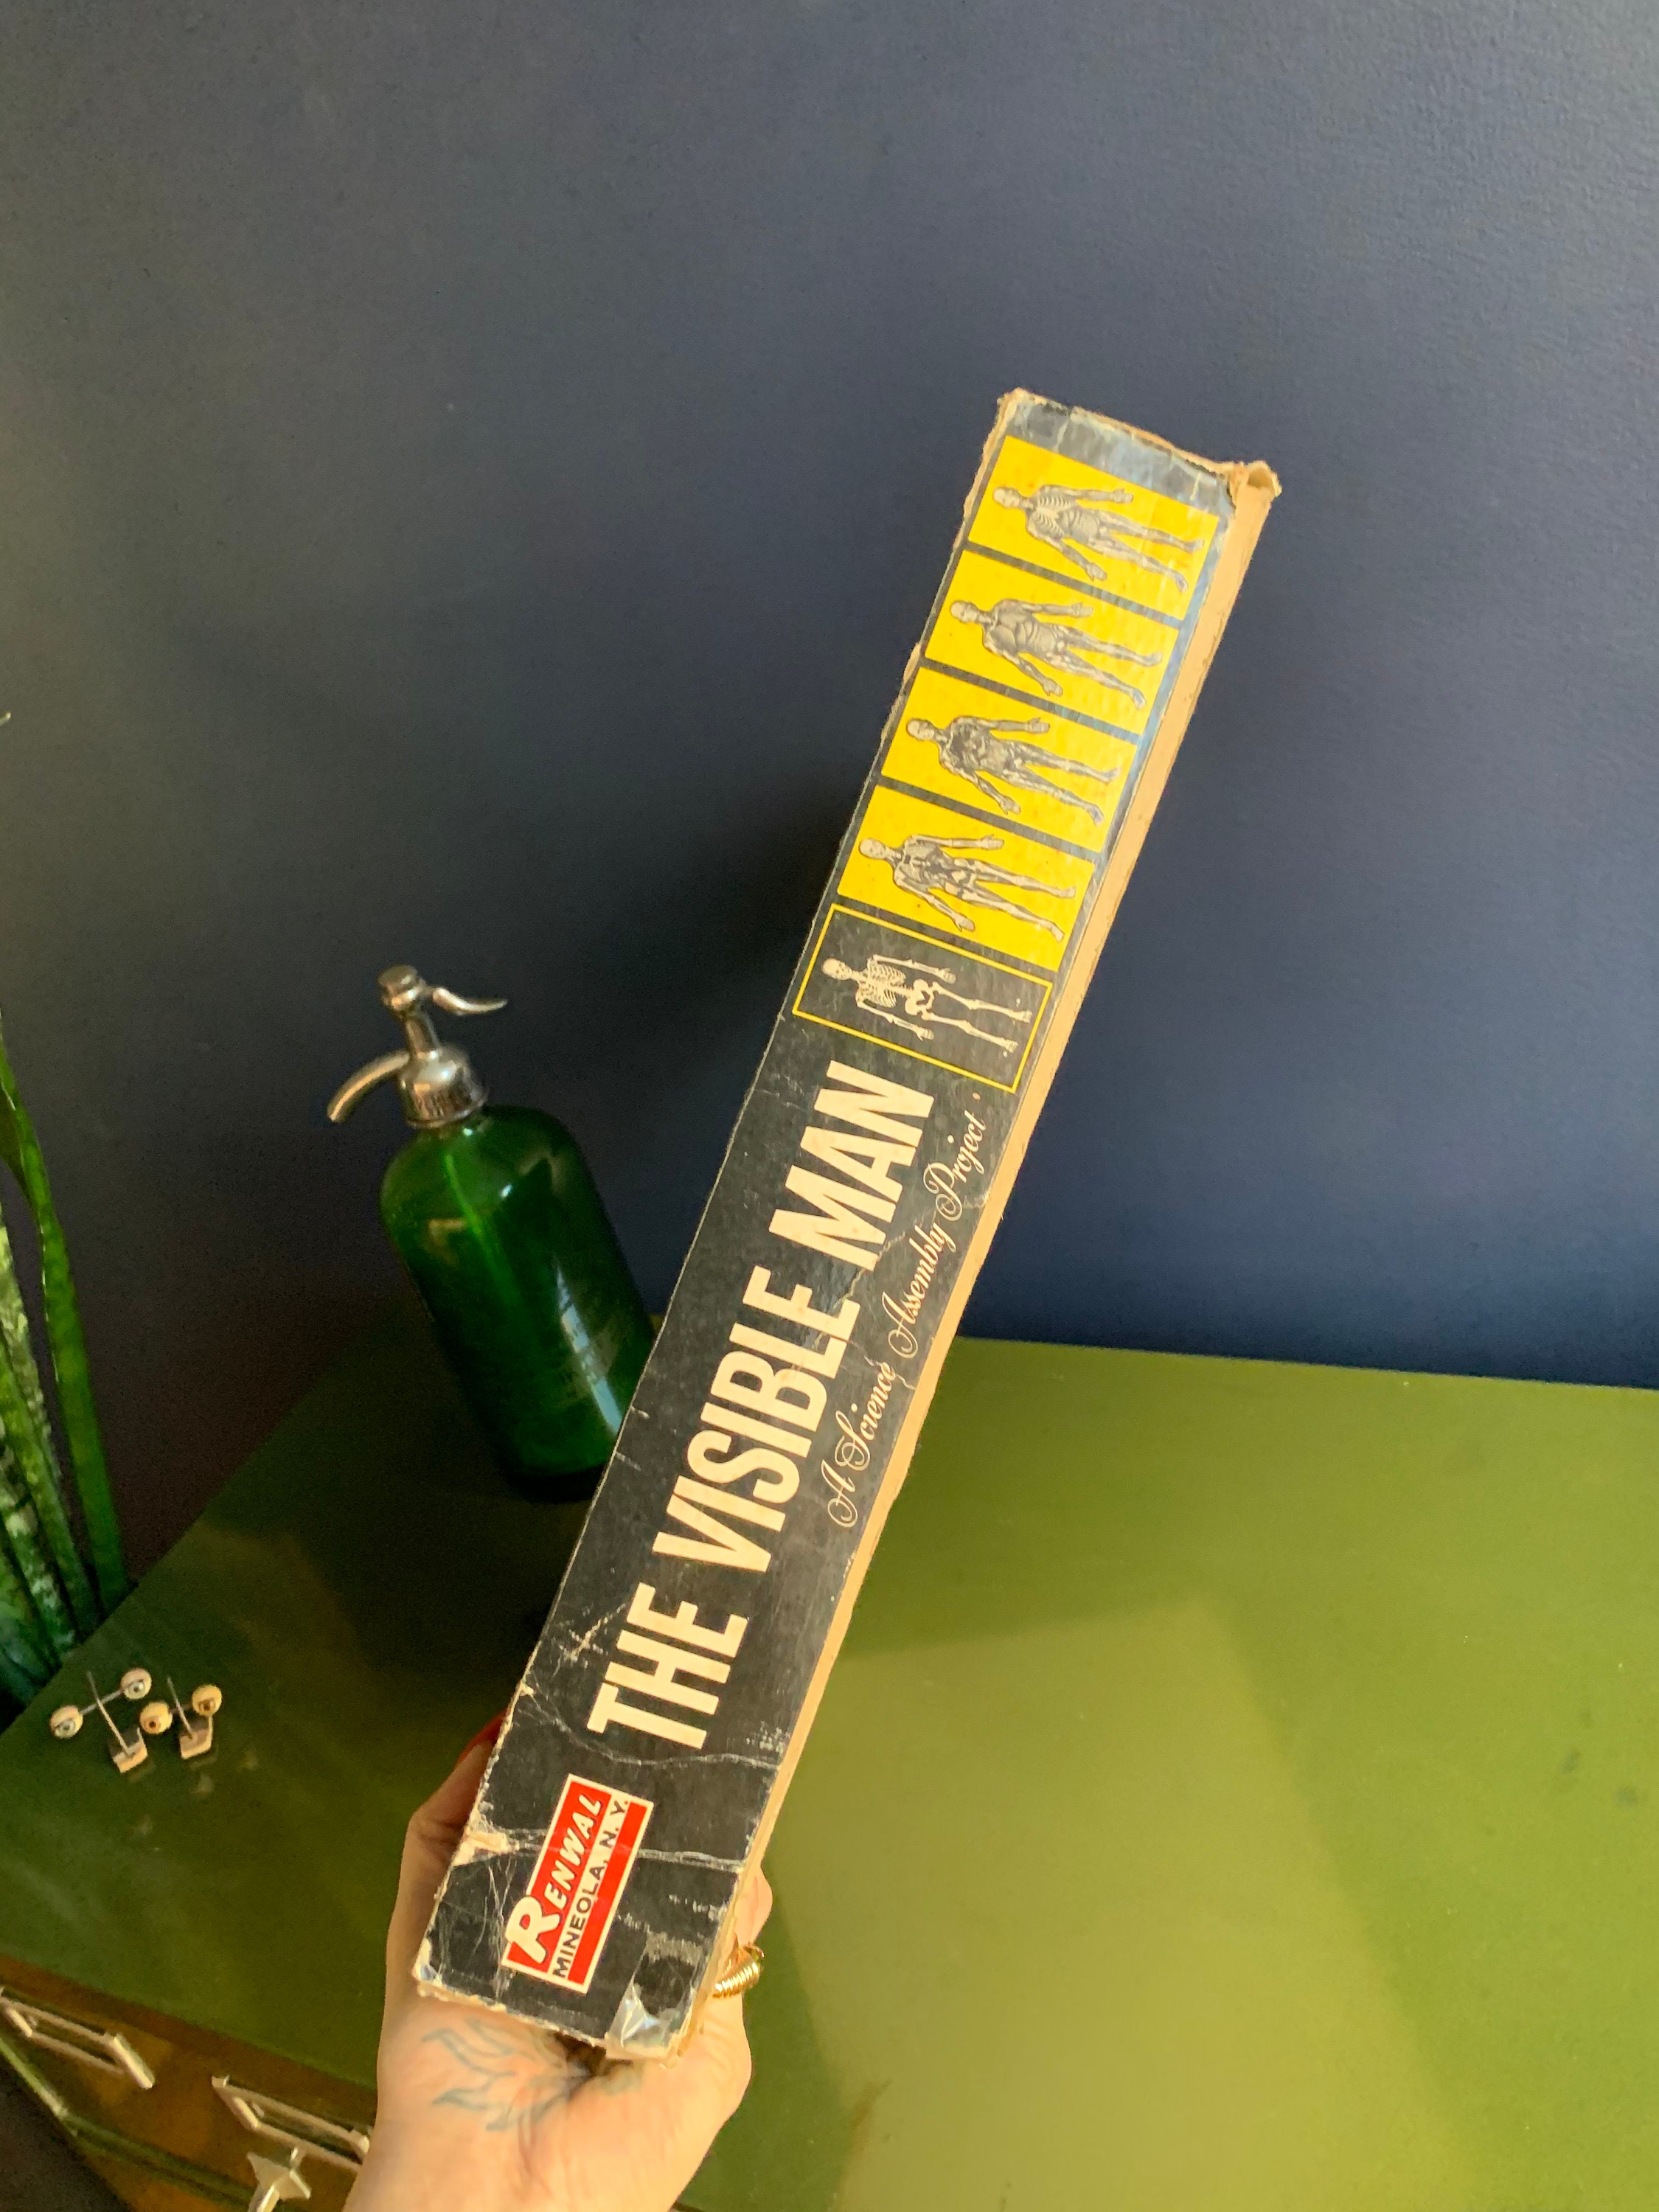 RENWAL
MINEOLA, N. Y.
THE VISIBLE MAN
A Science Assembly Project